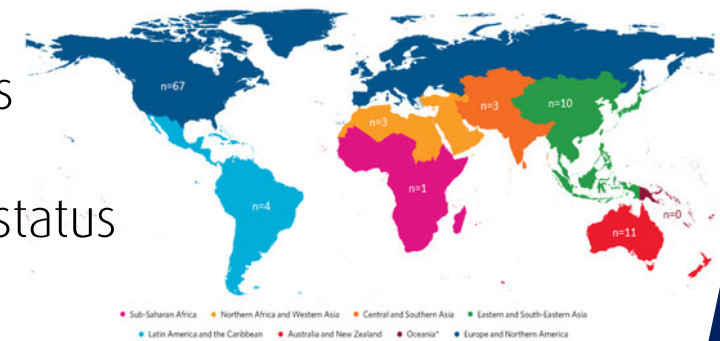 s
status
n=67
n=3
n=3
n=10
n=4
n=1
n=0
n=11
Sub-Saharan Africa Northern Africa and Western Asia Central and Southern Asia Eastern and South-Eastern Asia
Latin America and the Caribbean Australia and New Zealand Oceania* Europe and Northern America